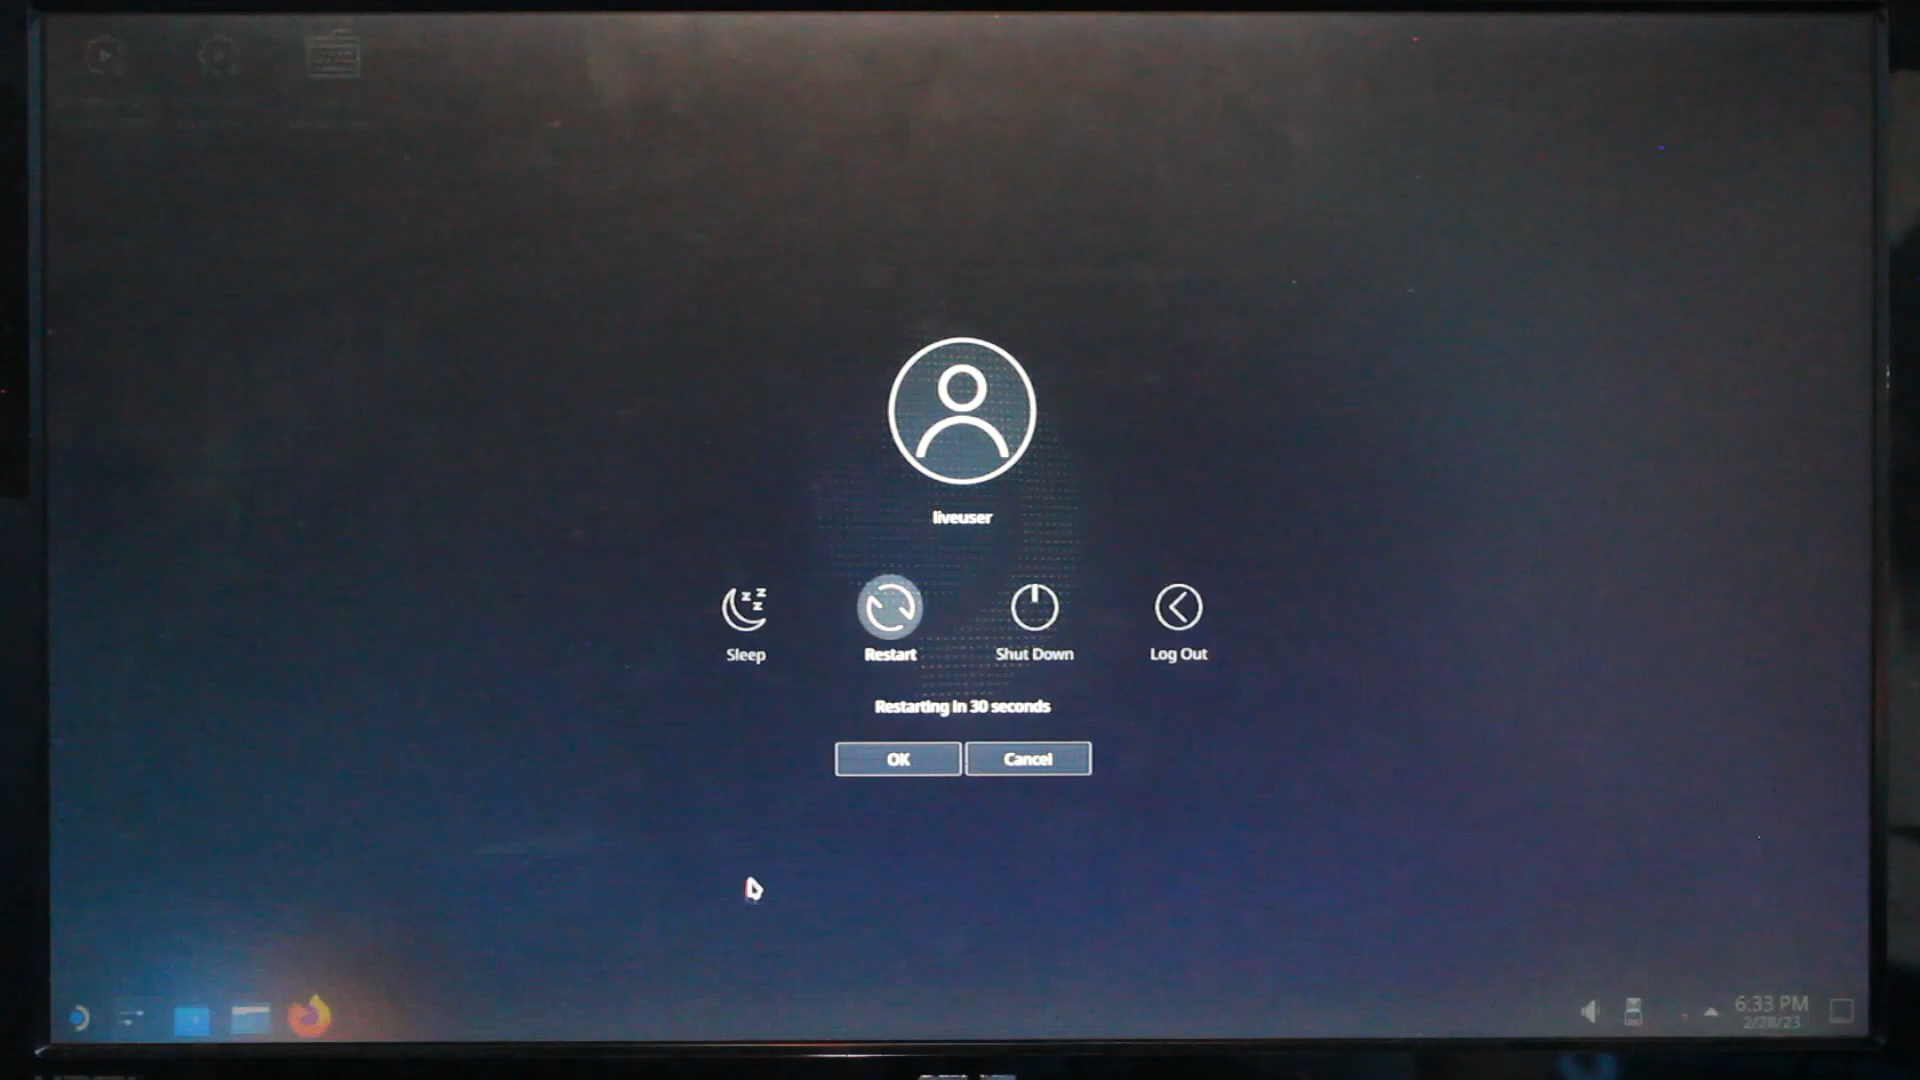 liveuser
Sleep
Restart
Shut Down
Log Out
Restarting in 30 seconds
OK
Cancel
6:33 PM
2/28/23